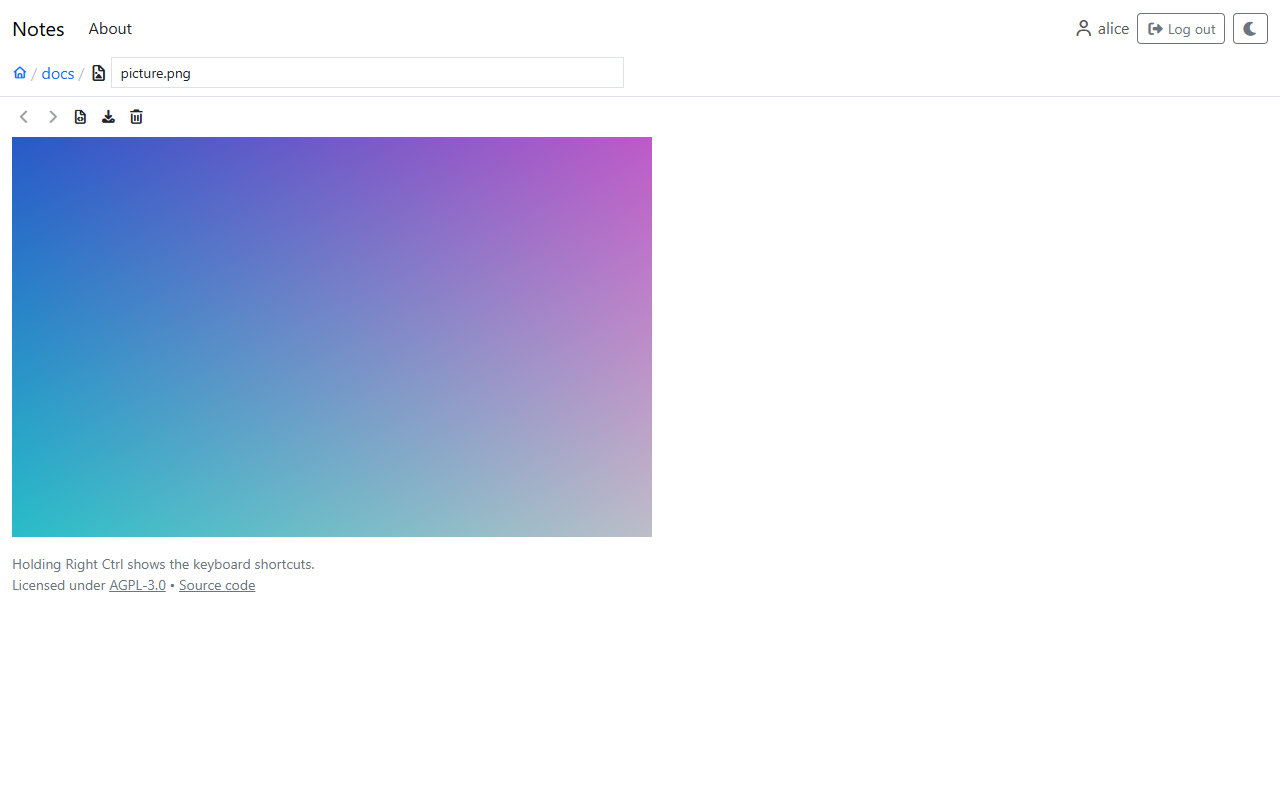 Notes About alice Log out
/ docs / picture.png
Holding Right Ctrl shows the keyboard shortcuts.
Licensed under AGPL-3.0 • Source code